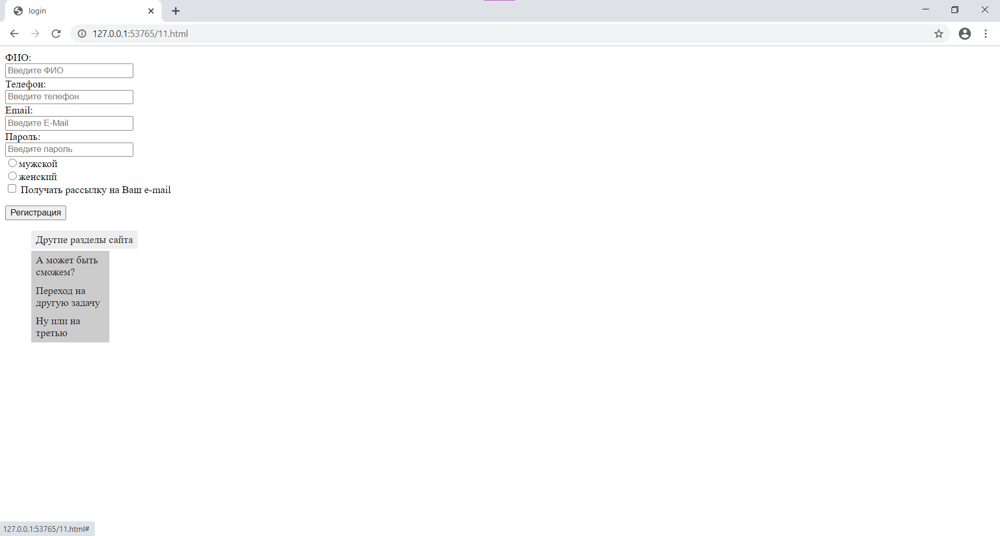 login
127.0.0.1:53765/11.html
ФИО:
Введите ФИО
Телефон:
Введите телефон
Email:
Введите E-Mail
Пароль:
Введите пароль
мужской
женский
Получать рассылку на Ваш e-mail
Регистрация
Другие разделы сайта
А может быть
сможем?
Переход на
другую задачу
Ну или на
третью
127.0.0.1:53765/11.html#